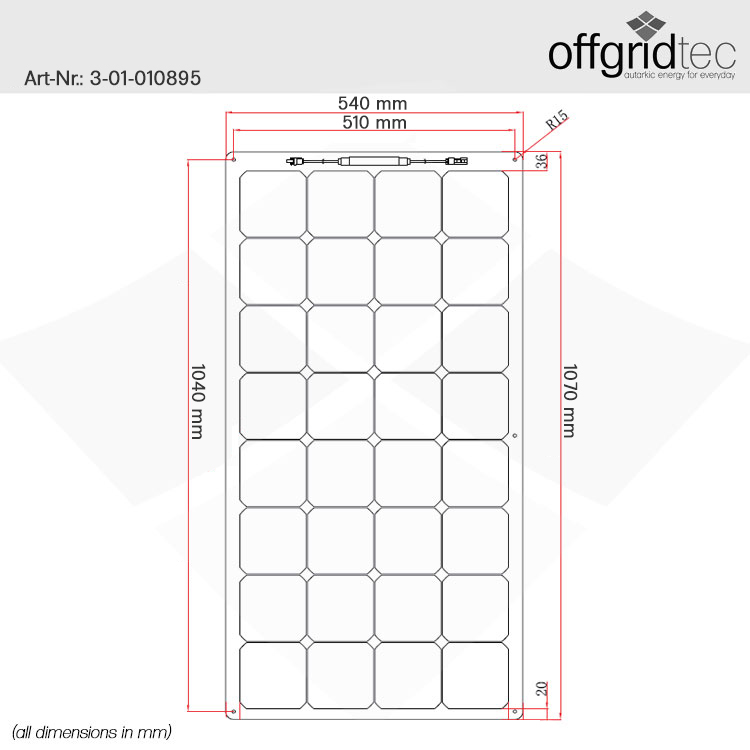 offgridtec
autarkic energy for everyday
Art-Nr.: 3-01-010895
540 mm
510 mm
R15
36
1040 mm
1070 mm
20
(all dimensions in mm)